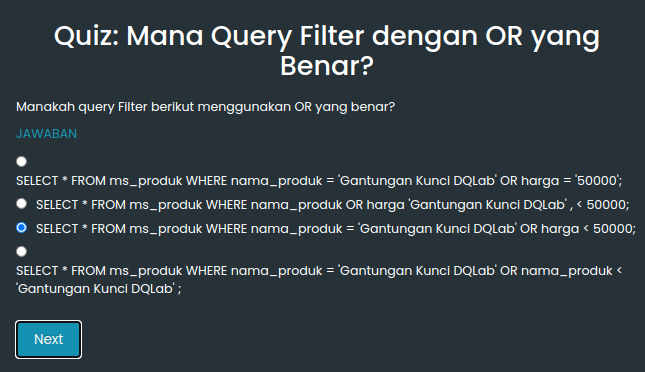 Quiz: Mana Query Filter dengan OR yang
Benar?
Manakah query Filter berikut menggunakan OR yang benar?
JAWABAN
SELECT * FROM ms_produk WHERE nama_produk = 'Gantungan Kunci DQLab' OR harga = '50000';
SELECT * FROM ms_produk WHERE nama_produk OR harga 'Gantungan Kunci DQLab' , < 50000;
SELECT * FROM ms_produk WHERE nama_produk = 'Gantungan Kunci DQLab' OR harga < 50000;
SELECT * FROM ms_produk WHERE nama_produk = 'Gantungan Kunci DQLab' OR nama_produk <
'Gantungan Kunci DQLab' ;
Next